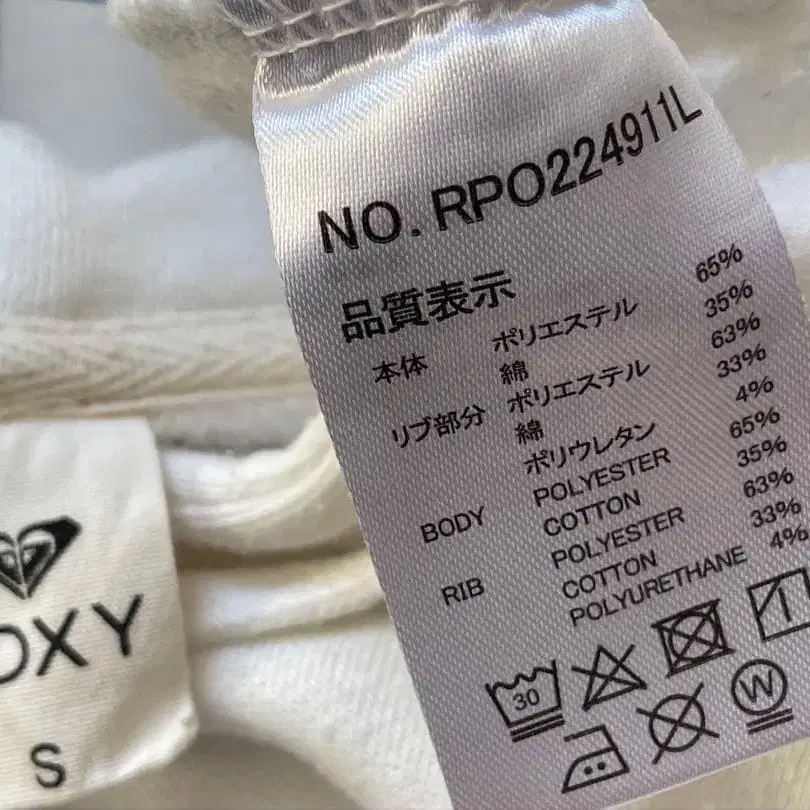 NO. RPO224911L
品質表示
本体 ポリエステル 65%
綿 35%
リブ部分 ポリエステル 63%
綿 33%
ポリウレタン 4%
BODY POLYESTER 65%
COTTON 35%
RIB POLYESTER 63%
COTTON 33%
POLYURETHANE 4%
30
W
OXY
S